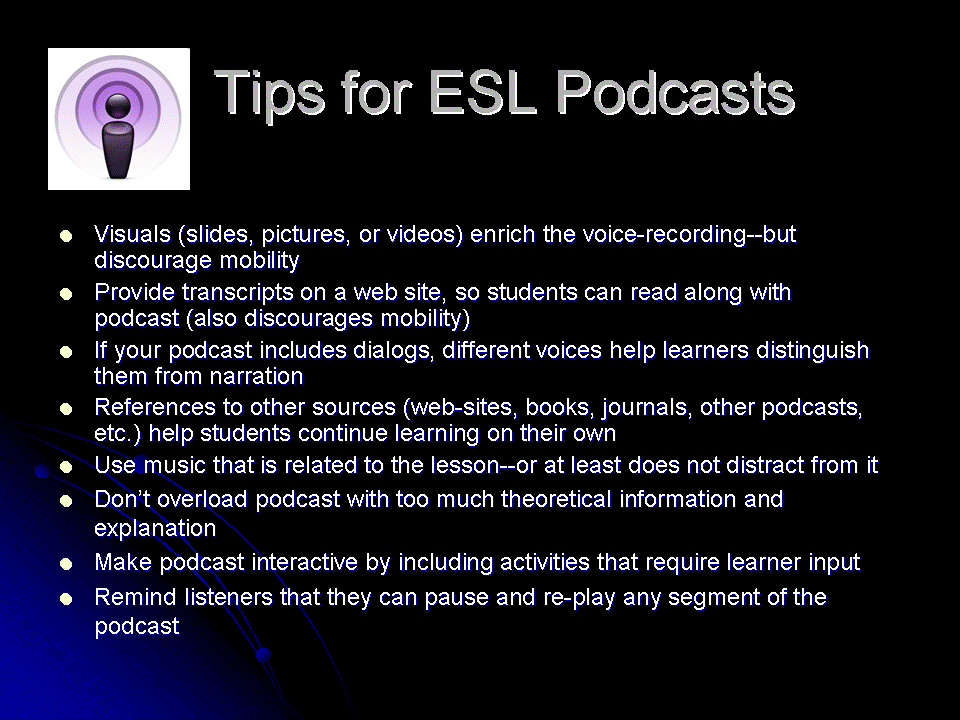 Tips for ESL Podcasts
● Visuals (slides, pictures, or videos) enrich the voice-recording--but
discourage mobility
● Provide transcripts on a web site, so students can read along with
podcast (also discourages mobility)
● If your podcast includes dialogs, different voices help learners distinguish
them from narration
● References to other sources (web-sites, books, journals, other podcasts,
etc.) help students continue learning on their own
● Use music that is related to the lesson--or at least does not distract from it
● Don’t overload podcast with too much theoretical information and
explanation
● Make podcast interactive by including activities that require learner input
● Remind listeners that they can pause and re-play any segment of the
podcast